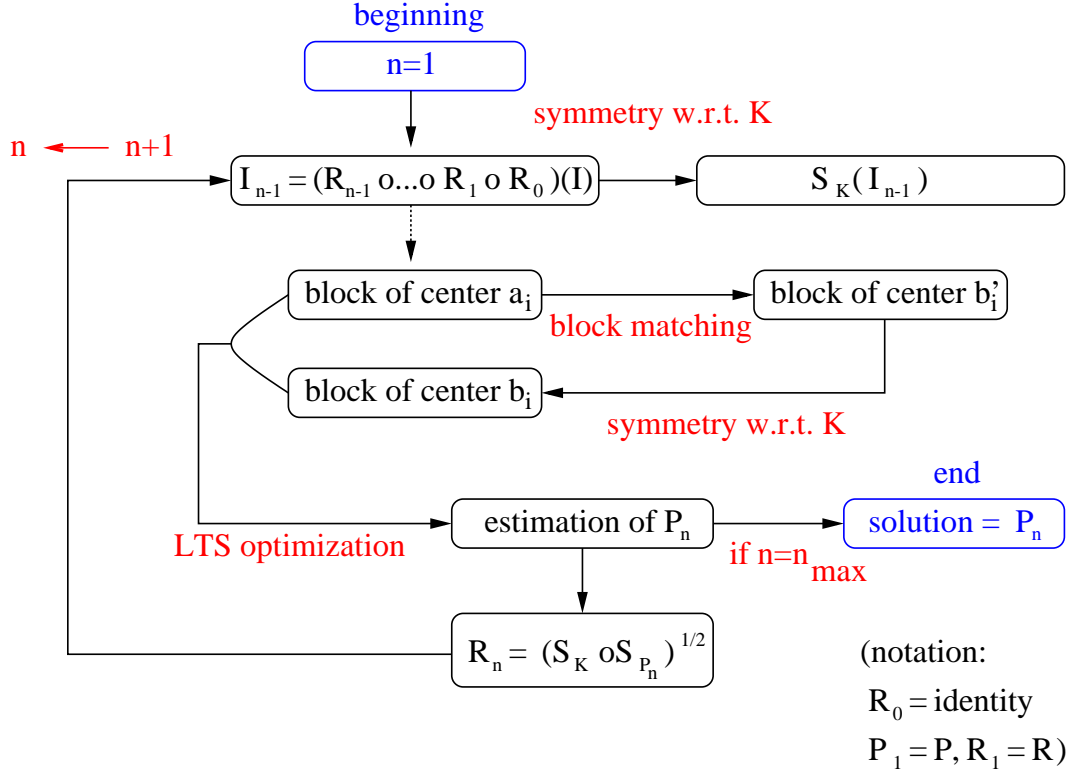 beginning
n=1
symmetry w.r.t. K
n ← n+1
I n-1 = (R n-1 o...o R 1 o R 0 )(I)
S K ( I n-1 )
block of center a i
block of center b'i
block matching
block of center b i
symmetry w.r.t. K
end
estimation of P n
solution = P n
LTS optimization
if n=n max
R n = (S K oS P n ) 1/2
(notation:
R 0 = identity
P 1 = P, R 1 = R)